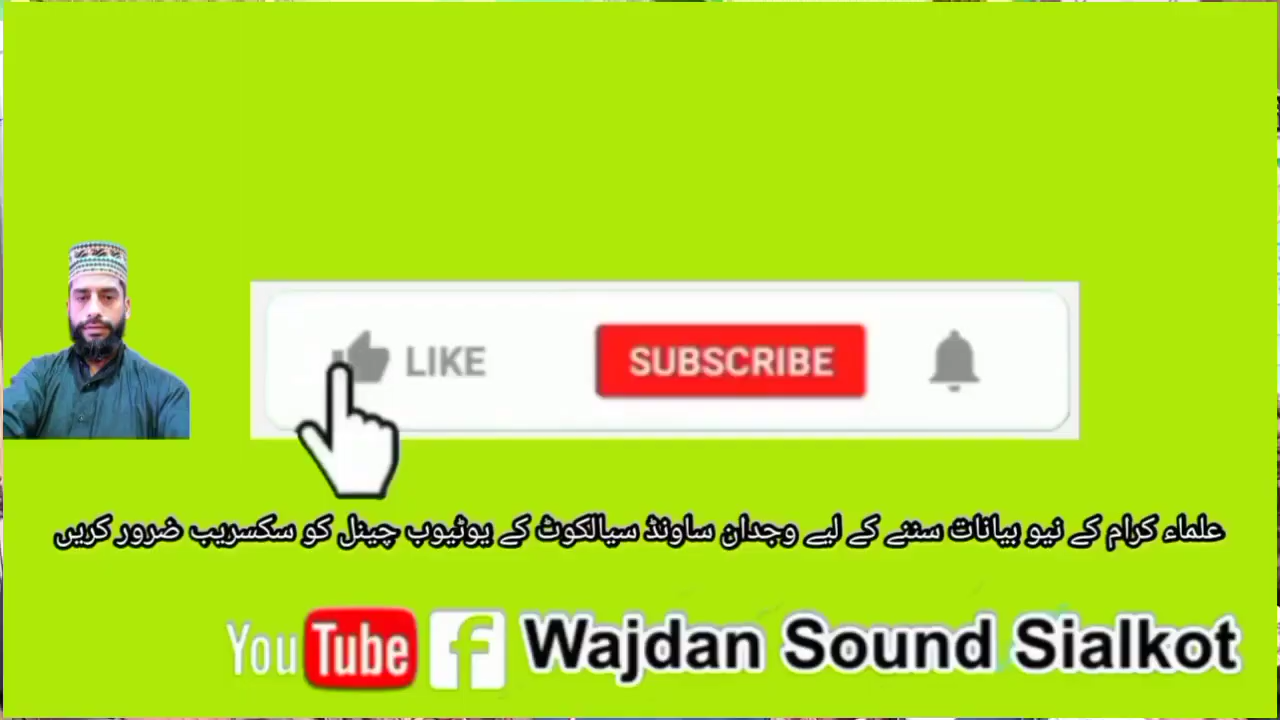 LIKE SUBSCRIBE
علماء کرام کے نیو بیانات سننے کے لیے وجدان ساونڈ سیالکوٹ کے یوٹیوب چینل کو سکسریب ضرور کریں
YouTube f Wajdan Sound Sialkot